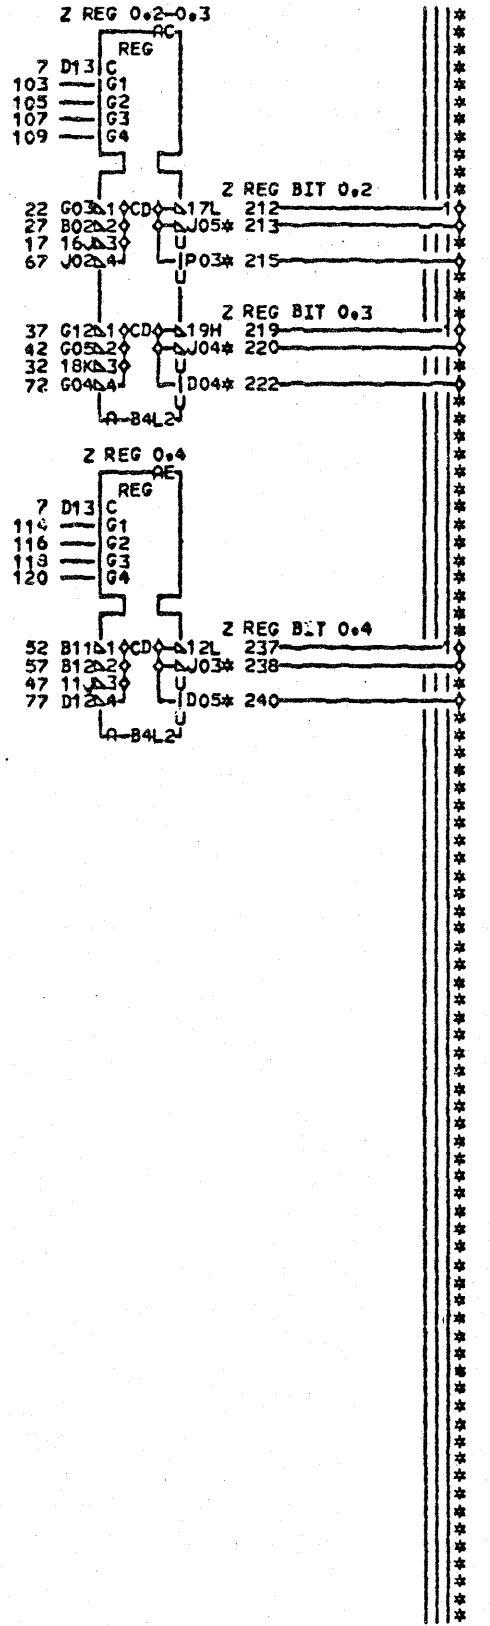 Z REG 0.2-0.3
AC
REG
7 D13 C
103 G1
105 G2
107 G3
109 G4
Z REG BIT 0.2
22 G03 1 CD 17L 212 1
27 B02 2 J05* 213
17 16J 3 U
67 J02 4 P03* 215
U
Z REG BIT 0.3
37 G12 1 CD 19H 219 1
42 G05 2 J04* 220
32 18K 3 U
72 G04 4 D04* 222
U
A-B4L2
Z REG 0.4
AE
REG
7 D13 C
114 G1
116 G2
118 G3
120 G4
Z REG BIT 0.4
52 B11 1 CD 12L 237 1
57 B12 2 J03* 238
47 11J 3 U
77 D12 4 D05* 240
U
A-B4L2